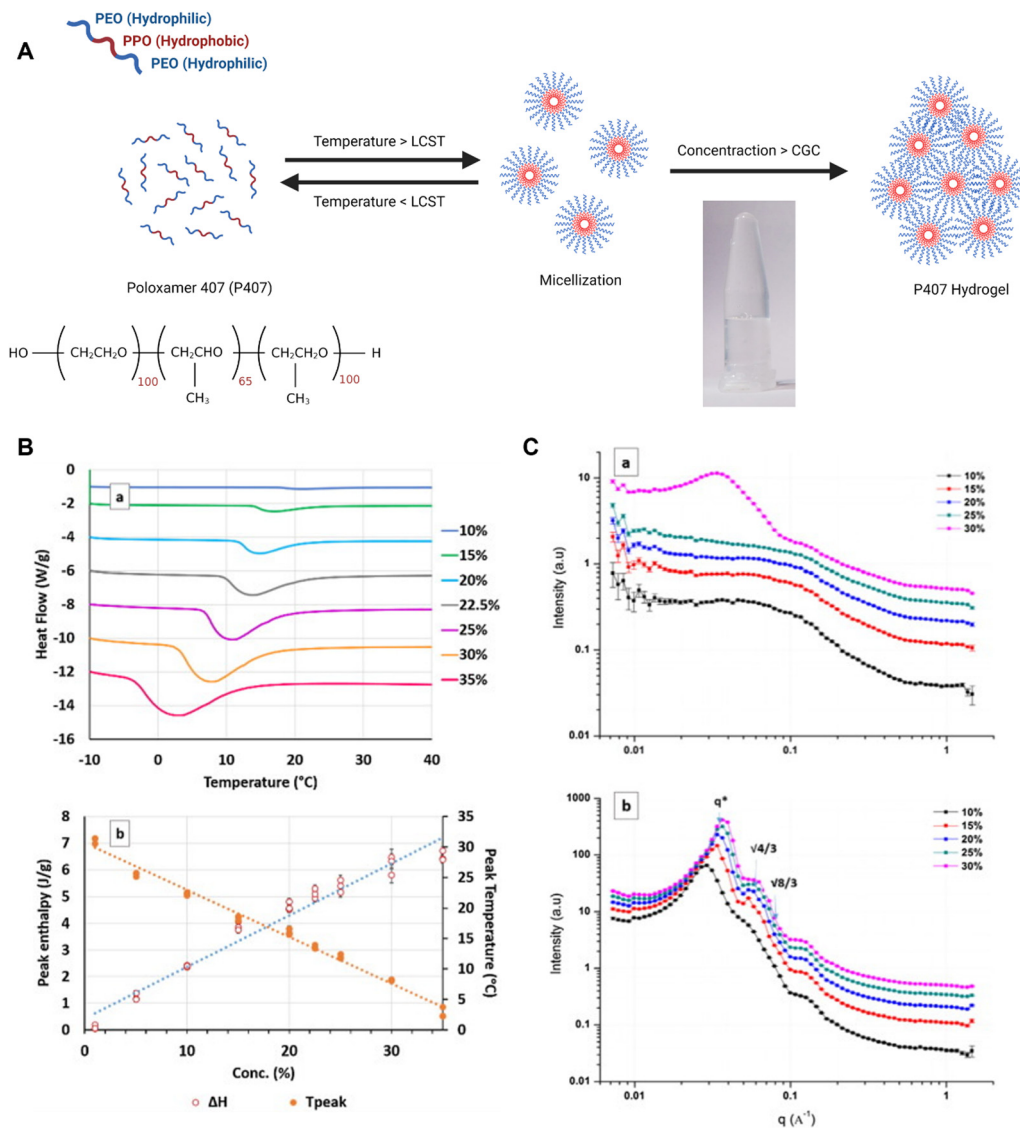 A
PEO (Hydrophilic)
PPO (Hydrophobic)
PEO (Hydrophilic)
Temperature > LCST
Temperature < LCST
Concentraction > CGC
Poloxamer 407 (P407)
Micellization
P407 Hydrogel
HO ( CH₂CH₂O ) 100 ( CH₂CHO ) 65 ( CH₂CH₂O ) 100 H
CH₃ CH₃
B
a
Heat Flow (W/g)
0
-2
-4
-6
-8
-10
-12
-14
-16
-10 0 10 20 30 40
Temperature (°C)
10%
15%
20%
22.5%
25%
30%
35%
b
Peak enthalpy (J/g)
8
7
6
5
4
3
2
1
0
0 10 20 30
Conc. (%)
35
30
25
20
15
10
5
0
Peak Temperature (°C)
ΔH Tpeak
C
a
Intensity (a.u)
10
1
0.1
0.01
0.01 0.1 1
10%
15%
20%
25%
30%
b
Intensity (a.u)
1000
100
10
1
0.1
0.01
q*
√4/3
√8/3
10%
15%
20%
25%
30%
0.01 0.1 1
q (A⁻¹)